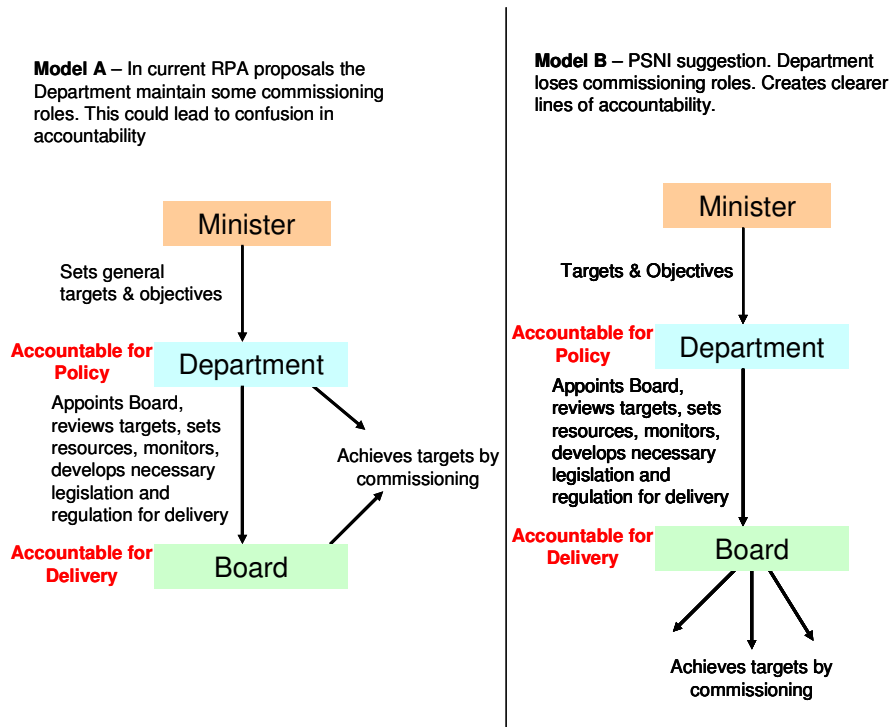 Model A – In current RPA proposals the
Department maintain some commissioning
roles. This could lead to confusion in
accountability
Minister
Sets general
targets & objectives
Accountable for
Policy
Department
Appoints Board,
reviews targets, sets
resources, monitors,
develops necessary
legislation and
regulation for delivery
Achieves targets by
commissioning
Accountable for
Delivery
Board
Model B – PSNI suggestion. Department
loses commissioning roles. Creates clearer
lines of accountability.
Minister
Targets & Objectives
Accountable for
Policy
Department
Appoints Board,
reviews targets, sets
resources, monitors,
develops necessary
legislation and
regulation for delivery
Accountable for
Delivery
Board
Achieves targets by
commissioning